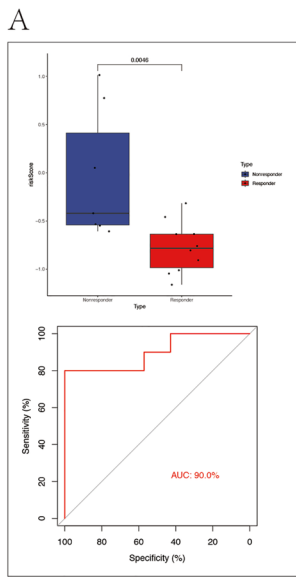 A
0.0046
1.0
0.5
0.0
-0.5
-1.0
riskScore
Nonresponder Responder
Type
Type
Nonresponder
Responder
100
80
60
40
20
0
Sensitivity (%)
AUC: 90.0%
100 80 60 40 20 0
Specificity (%)